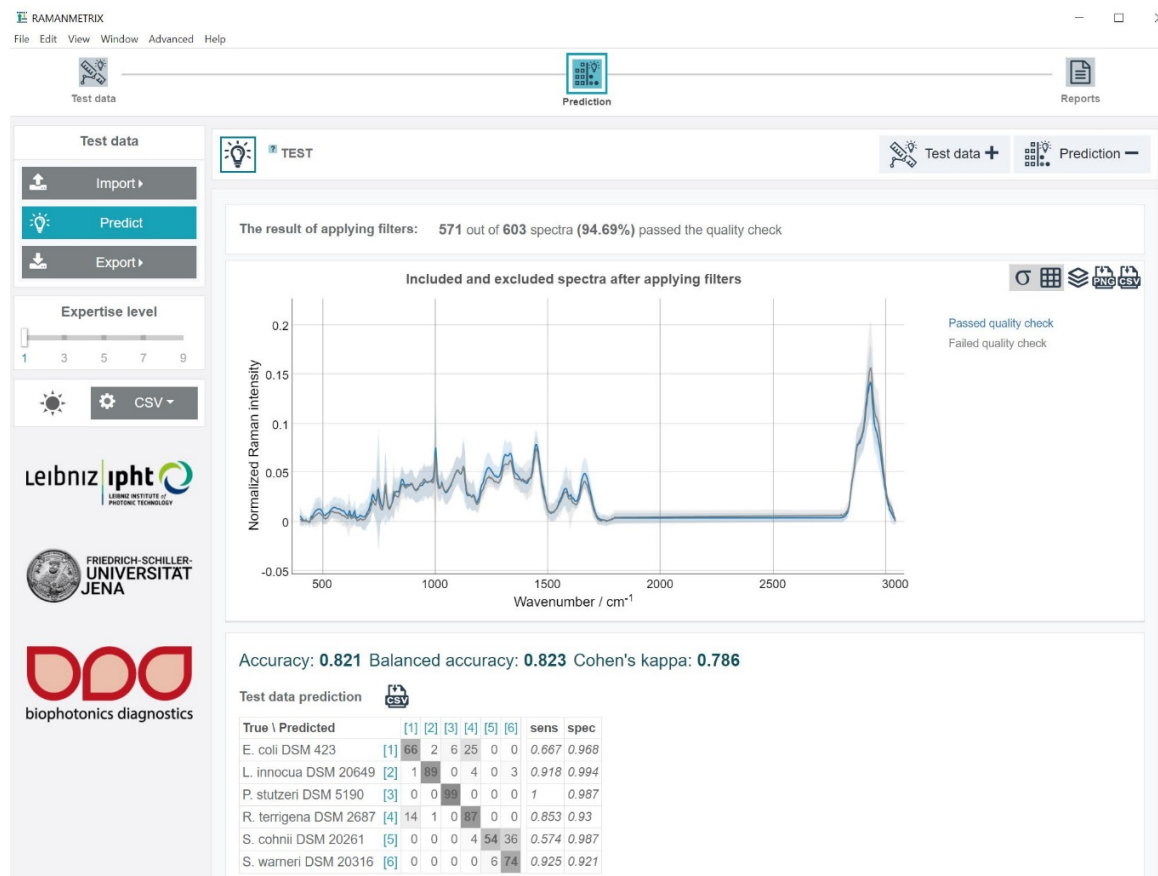 RAMANMETRIX
File Edit View Window Advanced Help
Test data
Prediction
Reports
Test data
Import
Predict
Export
Expertise level
1 3 5 7 9
CSV
Leibniz ipht
LEIBNIZ INSTITUTE of
PHOTONIC TECHNOLOGY
FRIEDRICH-SCHILLER-
UNIVERSITÄT
JENA
biophotonics diagnostics
? TEST
Test data +
Prediction −
The result of applying filters: 571 out of 603 spectra (94.69%) passed the quality check
Included and excluded spectra after applying filters
σ PNG CSV
Passed quality check
Failed quality check
Normalized Raman intensity
0.2
0.15
0.1
0.05
0
-0.05
500 1000 1500 2000 2500 3000
Wavenumber / cm-1
Accuracy: 0.821 Balanced accuracy: 0.823 Cohen's kappa: 0.786
Test data prediction CSV
True \ Predicted [1] [2] [3] [4] [5] [6] sens spec
E. coli DSM 423 [1] 66 2 6 25 0 0 0.667 0.968
L. innocua DSM 20649 [2] 1 89 0 4 0 3 0.918 0.994
P. stutzeri DSM 5190 [3] 0 0 99 0 0 0 1 0.987
R. terrigena DSM 2687 [4] 14 1 0 87 0 0 0.853 0.93
S. cohnii DSM 20261 [5] 0 0 0 4 54 36 0.574 0.987
S. warneri DSM 20316 [6] 0 0 0 0 6 74 0.925 0.921